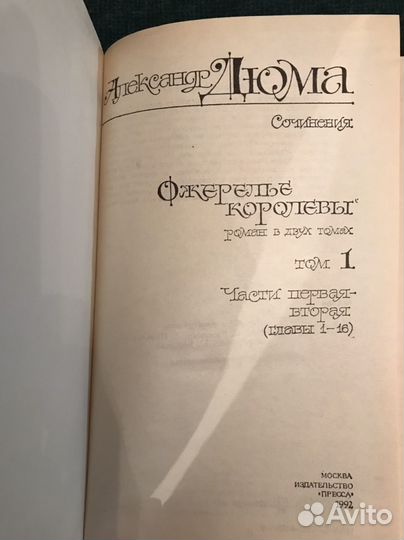 Александр Дюма
Сочинения
Ожерелье
королевы
роман в двух томах
том 1
Части первая-
вторая
(главы 1-16)
МОСКВА
ИЗДАТЕЛЬСТВО
«ПРЕССА»
1992
Avito